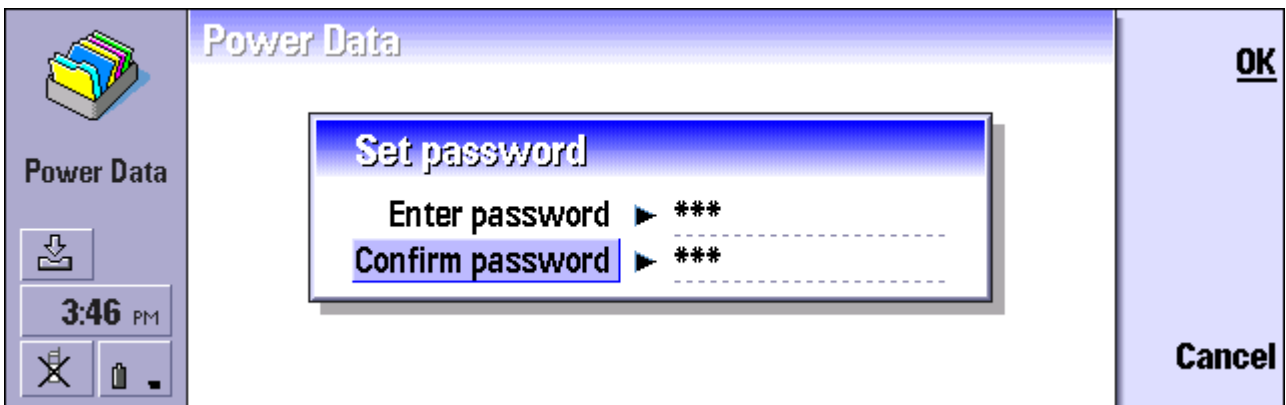 Power Data
OK
Set password
Power Data
Enter password ***
Confirm password ***
3:46 PM
Cancel